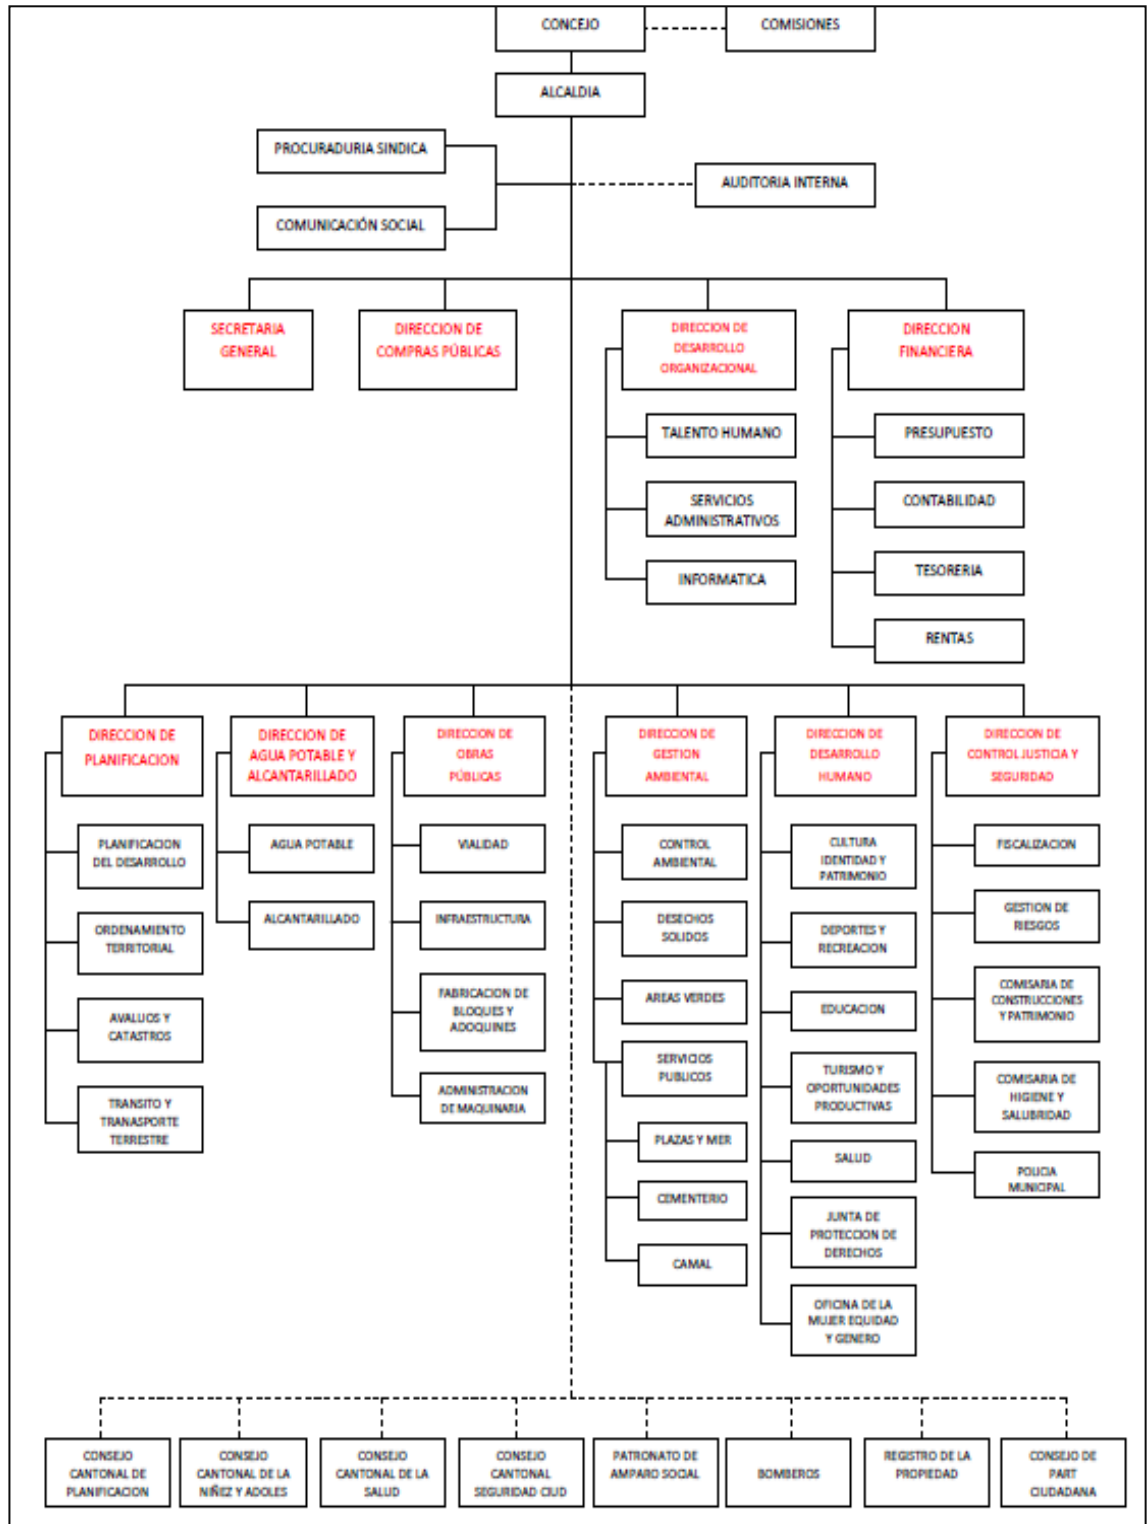 CONCEJO
COMISIONES
ALCALDIA
PROCURADURIA SINDICA
AUDITORIA INTERNA
COMUNICACIÓN SOCIAL
SECRETARIA
GENERAL
DIRECCION DE
COMPRAS PÚBLICAS
DIRECCION DE
DESARROLLO
ORGANIZACIONAL
DIRECCION
FINANCIERA
TALENTO HUMANO
SERVICIOS
ADMINISTRATIVOS
INFORMATICA
PRESUPUESTO
CONTABILIDAD
TESORERIA
RENTAS
DIRECCION DE
PLANIFICACION
DIRECCION DE
AGUA POTABLE Y
ALCANTARILLADO
DIRECCION DE
OBRAS
PÚBLICAS
DIRECCION DE
GESTION
AMBIENTAL
DIRECCION DE
DESARROLLO
HUMANO
DIRECCION DE
CONTROL JUSTICIA Y
SEGURIDAD
PLANIFICACION
DEL DESARROLLO
ORDENAMIENTO
TERRITORIAL
AVALUOS Y
CATASTROS
TRANSITO Y
TRANASPORTE
TERRESTRE
AGUA POTABLE
ALCANTARILLADO
VIALIDAD
INFRAESTRUCTURA
FABRICACION DE
BLOQUES Y
ADOQUINES
ADMINISTRACION
DE MAQUINARIA
CONTROL
AMBIENTAL
DESECHOS
SOLIDOS
AREAS VERDES
SERVICIOS
PUBLICOS
PLAZAS Y MER
CEMENTERIO
CAMAL
CULTURA
IDENTIDAD Y
PATRIMONIO
DEPORTES Y
RECREACION
EDUCACION
TURISMO Y
OPORTUNIDADES
PRODUCTIVAS
SALUD
JUNTA DE
PROTECCION DE
DERECHOS
OFICINA DE LA
MUJER EQUIDAD
Y GENERO
FISCALIZACION
GESTION DE
RIESGOS
COMISARIA DE
CONSTRUCCIONES
Y PATRIMONIO
COMISARIA DE
HIGIENE Y
SALUBRIDAD
POLICIA
MUNICIPAL
CONSEJO
CANTONAL DE
PLANIFICACION
CONSEJO
CANTONAL DE LA
NIÑEZ Y ADOLES
CONSEJO
CANTONAL DE LA
SALUD
CONSEJO
CANTONAL
SEGURIDAD CIUD
PATRONATO DE
AMPARO SOCIAL
BOMBEROS
REGISTRO DE LA
PROPIEDAD
CONSEJO DE
PART
CIUDADANA